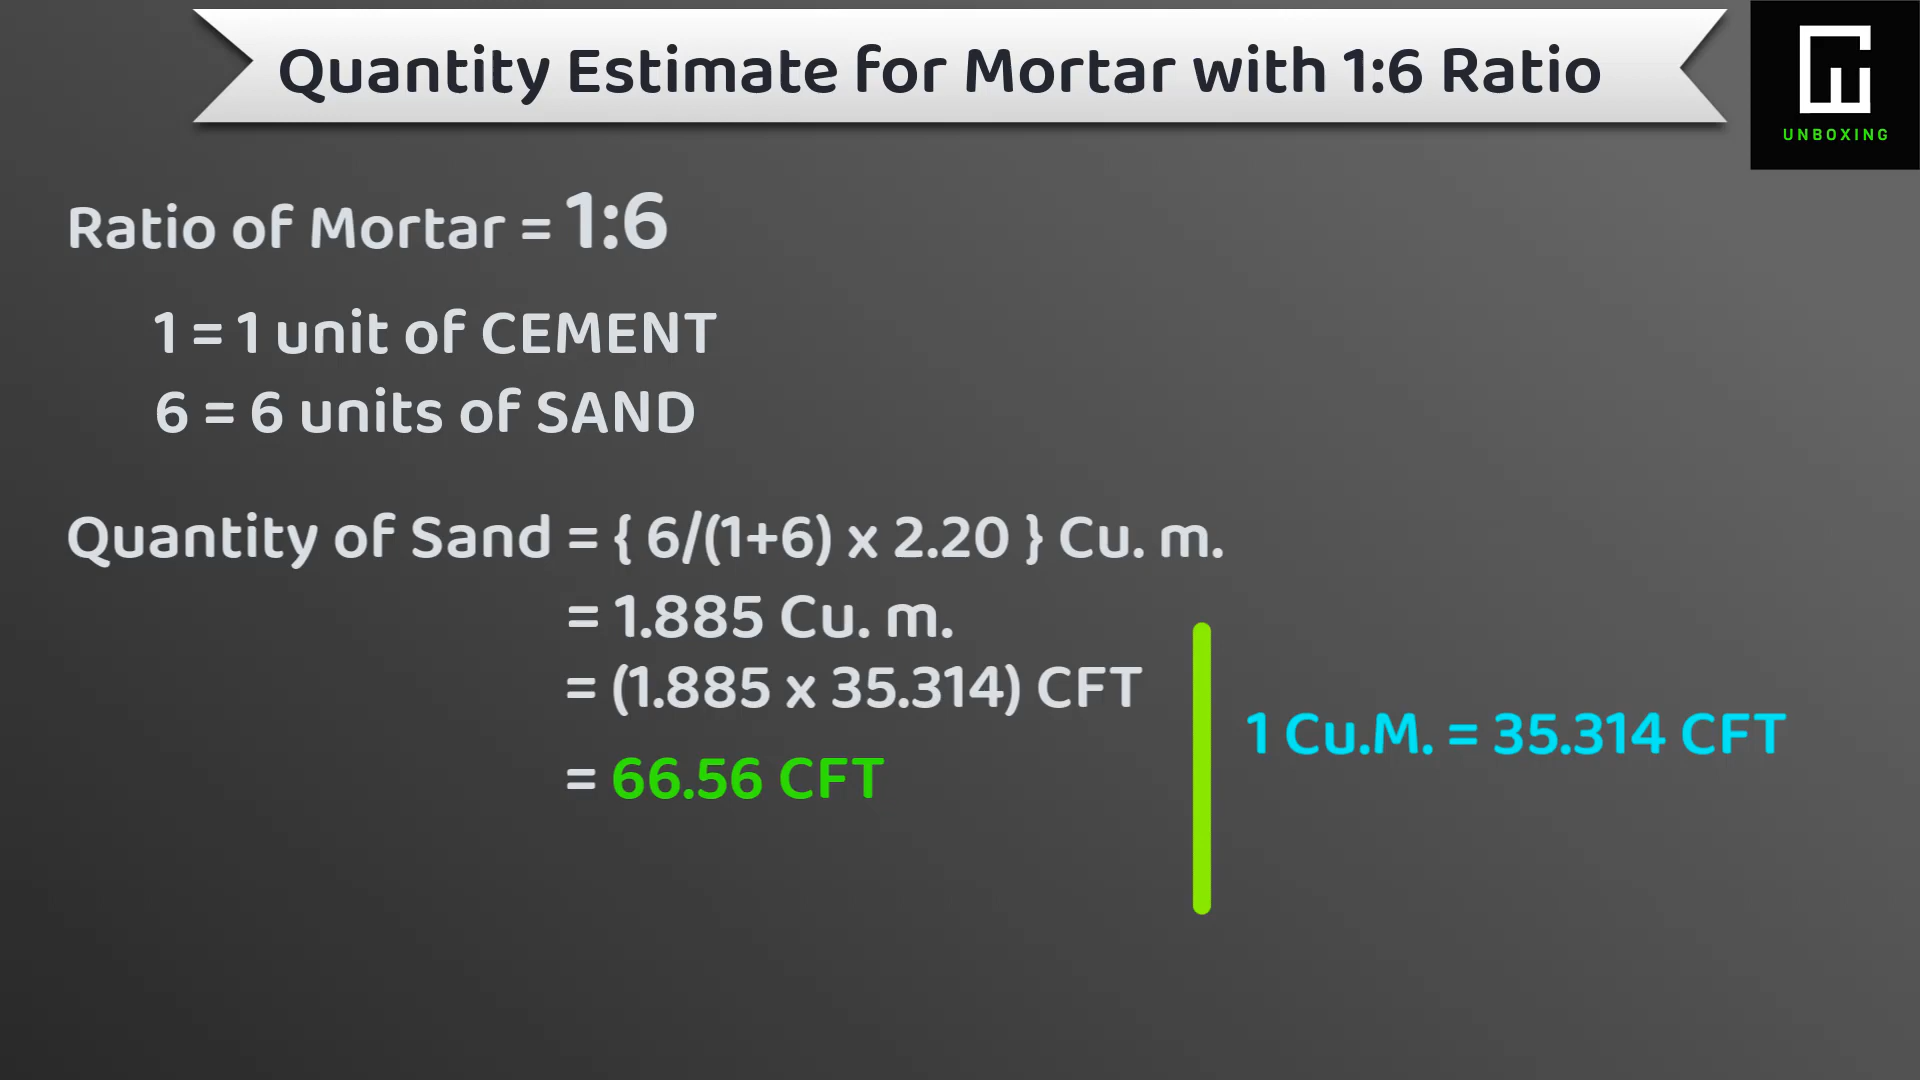 Quantity Estimate for Mortar with 1:6 Ratio
UNBOXING
Ratio of Mortar = 1:6
1 = 1 unit of CEMENT
6 = 6 units of SAND
Quantity of Sand = { 6/(1+6) x 2.20 } Cu. m.
= 1.885 Cu. m.
= (1.885 x 35.314) CFT
1 Cu.M. = 35.314 CFT
= 66.56 CFT